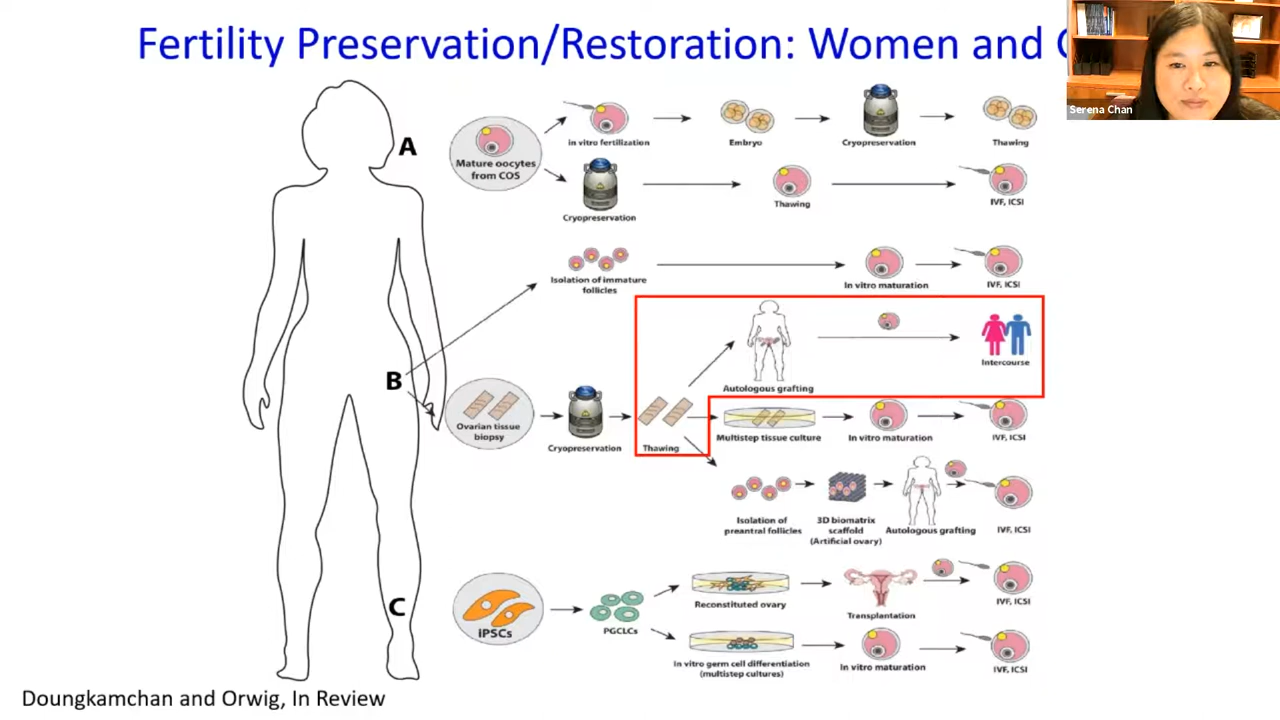 Fertility Preservation/Restoration: Women and
Serena Chan
A
Mature oocytes
from COS
in vitro fertilization
Embryo
Cryopreservation
Thawing
Cryopreservation
Thawing
IVF, ICSI
Isolation of immature
follicles
In vitro maturation
IVF, ICSI
B
Autologous grafting
Intercourse
Ovarian tissue
biopsy
Cryopreservation
Thawing
Multistep tissue culture
In vitro maturation
IVF, ICSI
Isolation of
preantral follicles
3D biomatrix
scaffold
(Artificial ovary)
Autologous grafting
IVF, ICSI
C
iPSCs
PGCLCs
Reconstituted ovary
Transplantation
IVF, ICSI
In vitro germ cell differentiation
(multistep cultures)
In vitro maturation
IVF, ICSI
Doungkamchan and Orwig, In Review